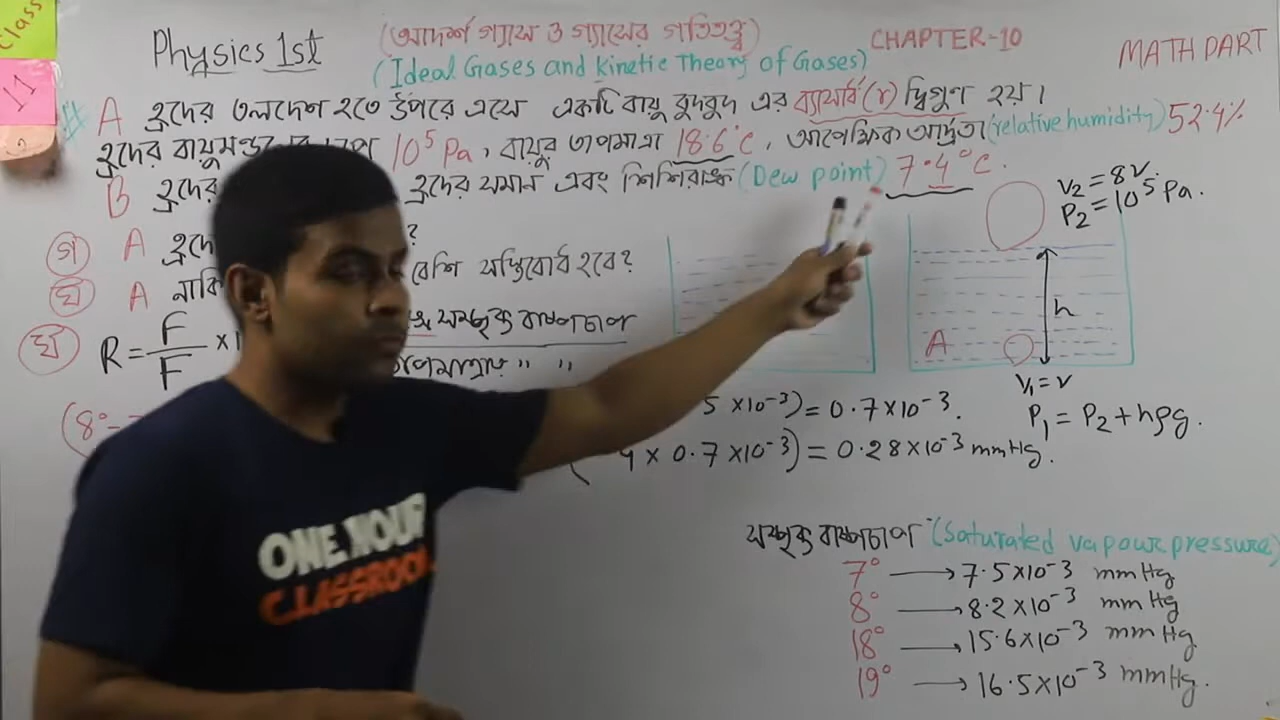 Class
11
Physics 1st
(আদর্শ গ্যাস ও গ্যাসের গতিতত্ত্ব)
(Ideal Gases and Kinetic Theory of Gases)
CHAPTER-10
MATH PART
A হ্রদের তলদেশ হতে উপরে এসে একটি বায়ু বুদবুদ এর ব্যাসার্ধ (r) দ্বিগুণ হয়।
হ্রদের 10⁵ Pa, বায়ুর তাপমাত্রা 18.6°C, আপেক্ষিক আর্দ্রতা (relative humidity) 52.4%
B হ্রদের হ্রদের সমান এবং শিশিরাঙ্ক (Dew point) 7.4°C.
গ A ?
ঘ A নাকি বেশি স্বস্তিবোধ হবে?
ঘ R = F/F ×1 সম্পৃক্ত বাষ্পচাপ
" "
(8°-7
5 ×10⁻³) = 0.7×10⁻³.
4 × 0.7×10⁻³) = 0.28×10⁻³ mmHg.
V₂ = 8V.
P₂ = 10⁵ Pa.
h
A
V₁ = V
P₁ = P₂ + hρg.
সম্পৃক্ত বাষ্পচাপ (Saturated vapour pressure)
7° → 7.5×10⁻³ mmHg
8° → 8.2×10⁻³ mmHg
18° → 15.6×10⁻³ mmHg
19° → 16.5×10⁻³ mmHg.
ONE HOUR
CLASSROOM